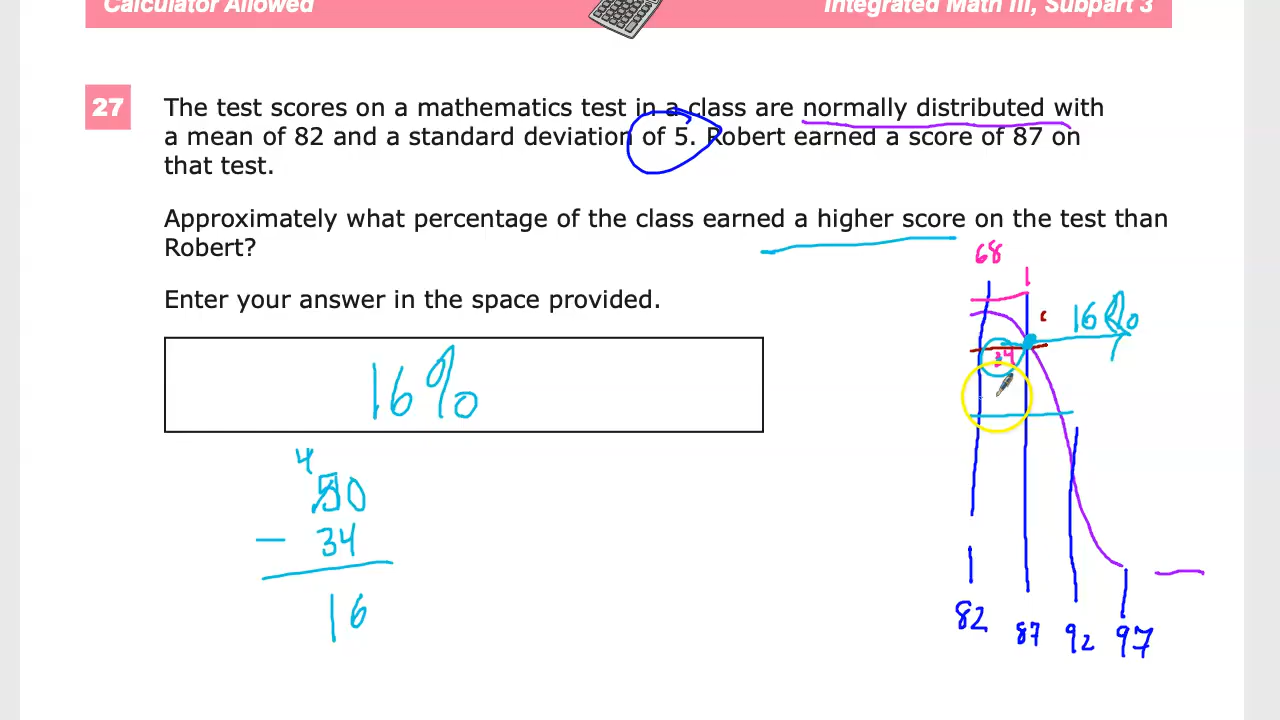 Calculator Allowed
Integrated Math III, Subpart 3
27
The test scores on a mathematics test in a class are normally distributed with
a mean of 82 and a standard deviation of 5. Robert earned a score of 87 on
that test.
Approximately what percentage of the class earned a higher score on the test than
Robert?
Enter your answer in the space provided.
68
16%
34
16%
4
50
- 34
16
82
87
92
97